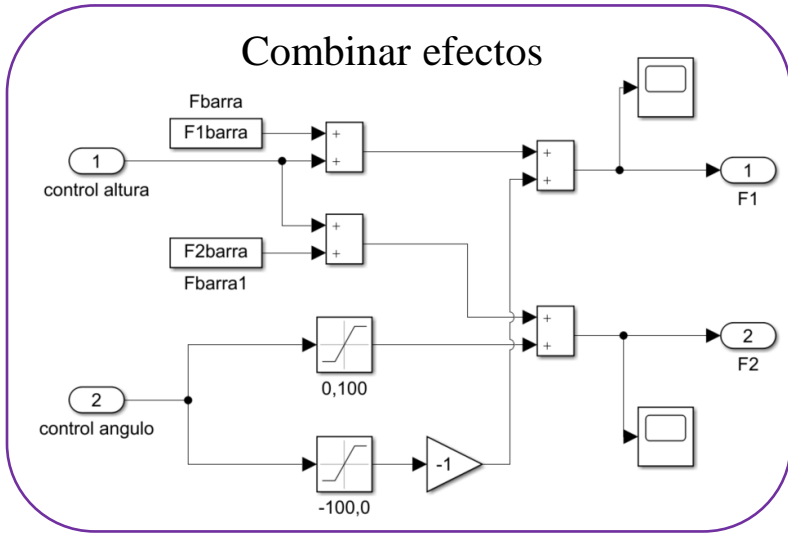 Combinar efectos
Fbarra
F1barra
+
+
1
control altura
+
+
F2barra
Fbarra1
+
+
1
F1
0,100
+
+
2
F2
2
control angulo
-1
-100,0